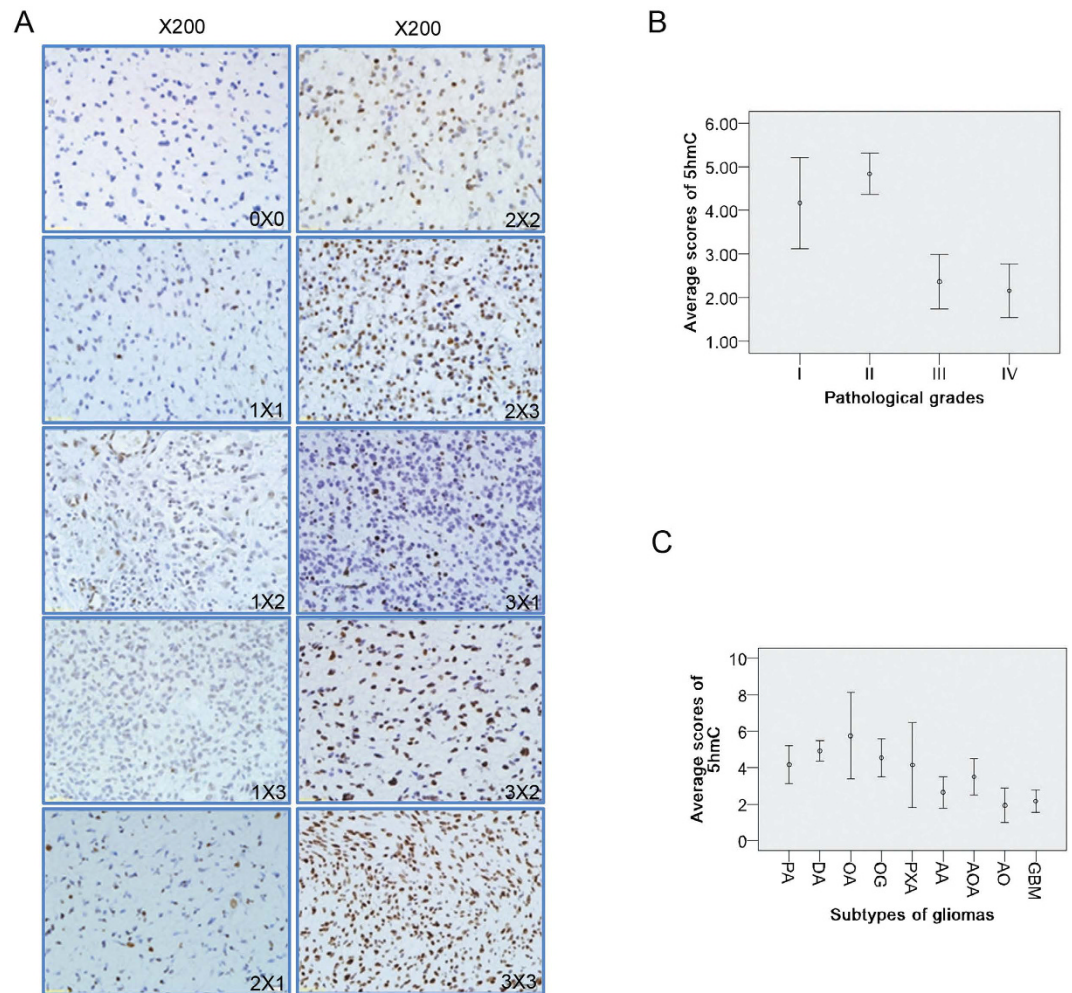 A
X200
X200
0X0
2X2
1X1
2X3
1X2
3X1
1X3
3X2
2X1
3X3
B
6.00
5.00
4.00
3.00
2.00
1.00
Average scores of 5hmC
I II III IV
Pathological grades
C
10
8
6
4
2
0
Average scores of
5hmC
PA DA OA OG PXA AA AOA AO GBM
Subtypes of gliomas